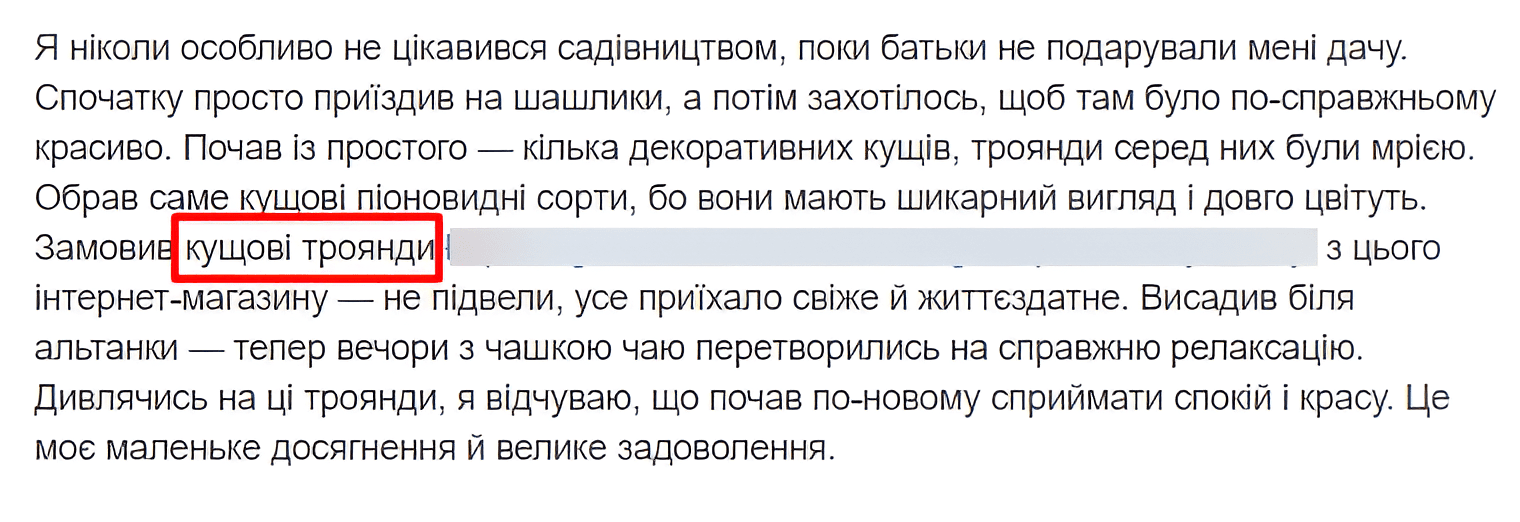 Я ніколи особливо не цікавився садівництвом, поки батьки не подарували мені дачу.
Спочатку просто приїздив на шашлики, а потім захотілось, щоб там було по-справжньому
красиво. Почав із простого — кілька декоративних кущів, троянди серед них були мрією.
Обрав саме кущові піоновидні сорти, бо вони мають шикарний вигляд і довго цвітуть.
Замовив кущові троянди з цього
інтернет-магазину — не підвели, усе приїхало свіже й життєздатне. Висадив біля
альтанки — тепер вечори з чашкою чаю перетворились на справжню релаксацію.
Дивлячись на ці троянди, я відчуваю, що почав по-новому сприймати спокій і красу. Це
моє маленьке досягнення й велике задоволення.